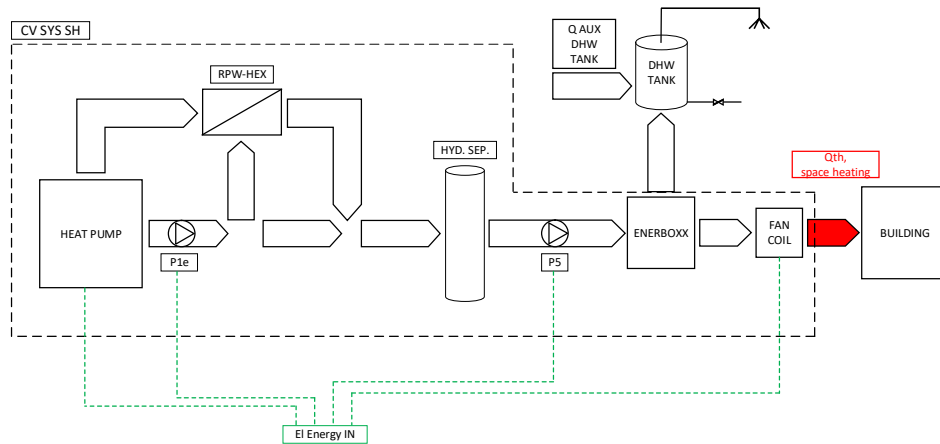 CV SYS SH
Q AUX
DHW
TANK
DHW
TANK
RPW-HEX
HYD. SEP.
Qth,
space heating
HEAT PUMP
P1e
P5
ENERBOXX
FAN
COIL
BUILDING
El Energy IN